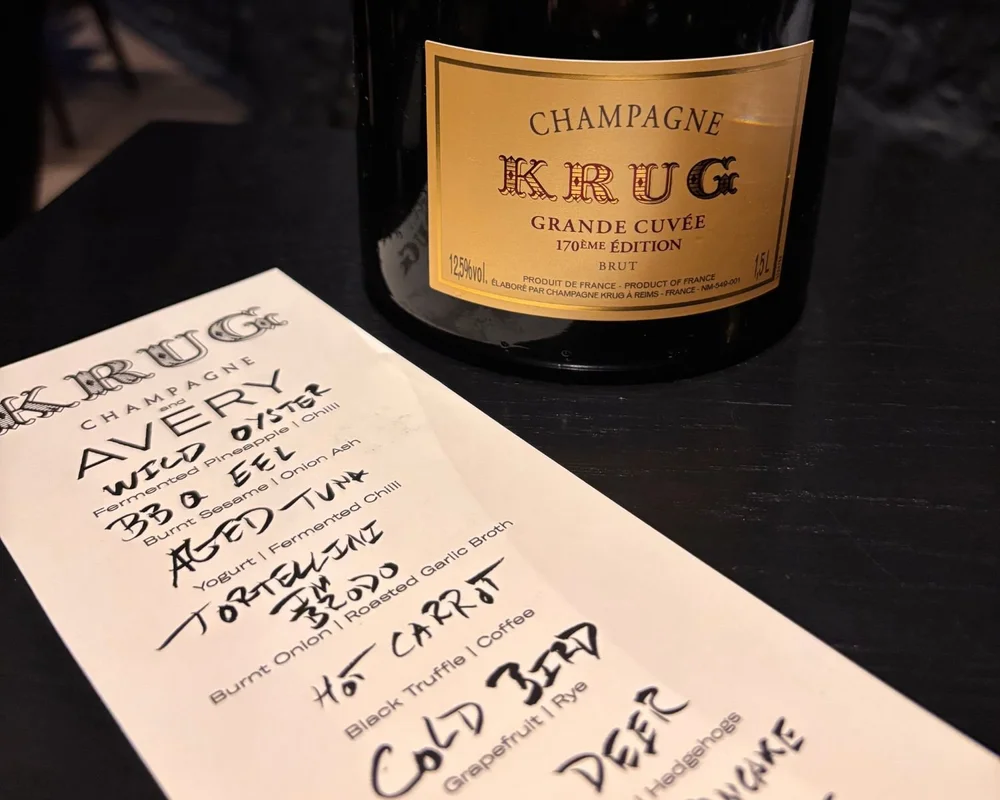 CHAMPAGNE
KRUG
GRANDE CUVÉE
170ÈME ÉDITION
BRUT
12,5%vol.
1,5L
PRODUIT DE FRANCE - PRODUCT OF FRANCE
ÉLABORÉ PAR CHAMPAGNE KRUG À REIMS - FRANCE - NM-549-001
KRUG
CHAMPAGNE
and
AVERY
WILD OYSTER
Fermented Pineapple | Chilli
BBQ EEL
Burnt Sesame | Onion Ash
AGED-TUNA
Yogurt | Fermented Chilli
TORTELLINI
IN
BRODO
Burnt Onion | Roasted Garlic Broth
HOT CARROT
Black Truffle | Coffee
COLD BIRD
Grapefruit | Rye
DEER
| Hedgehogs